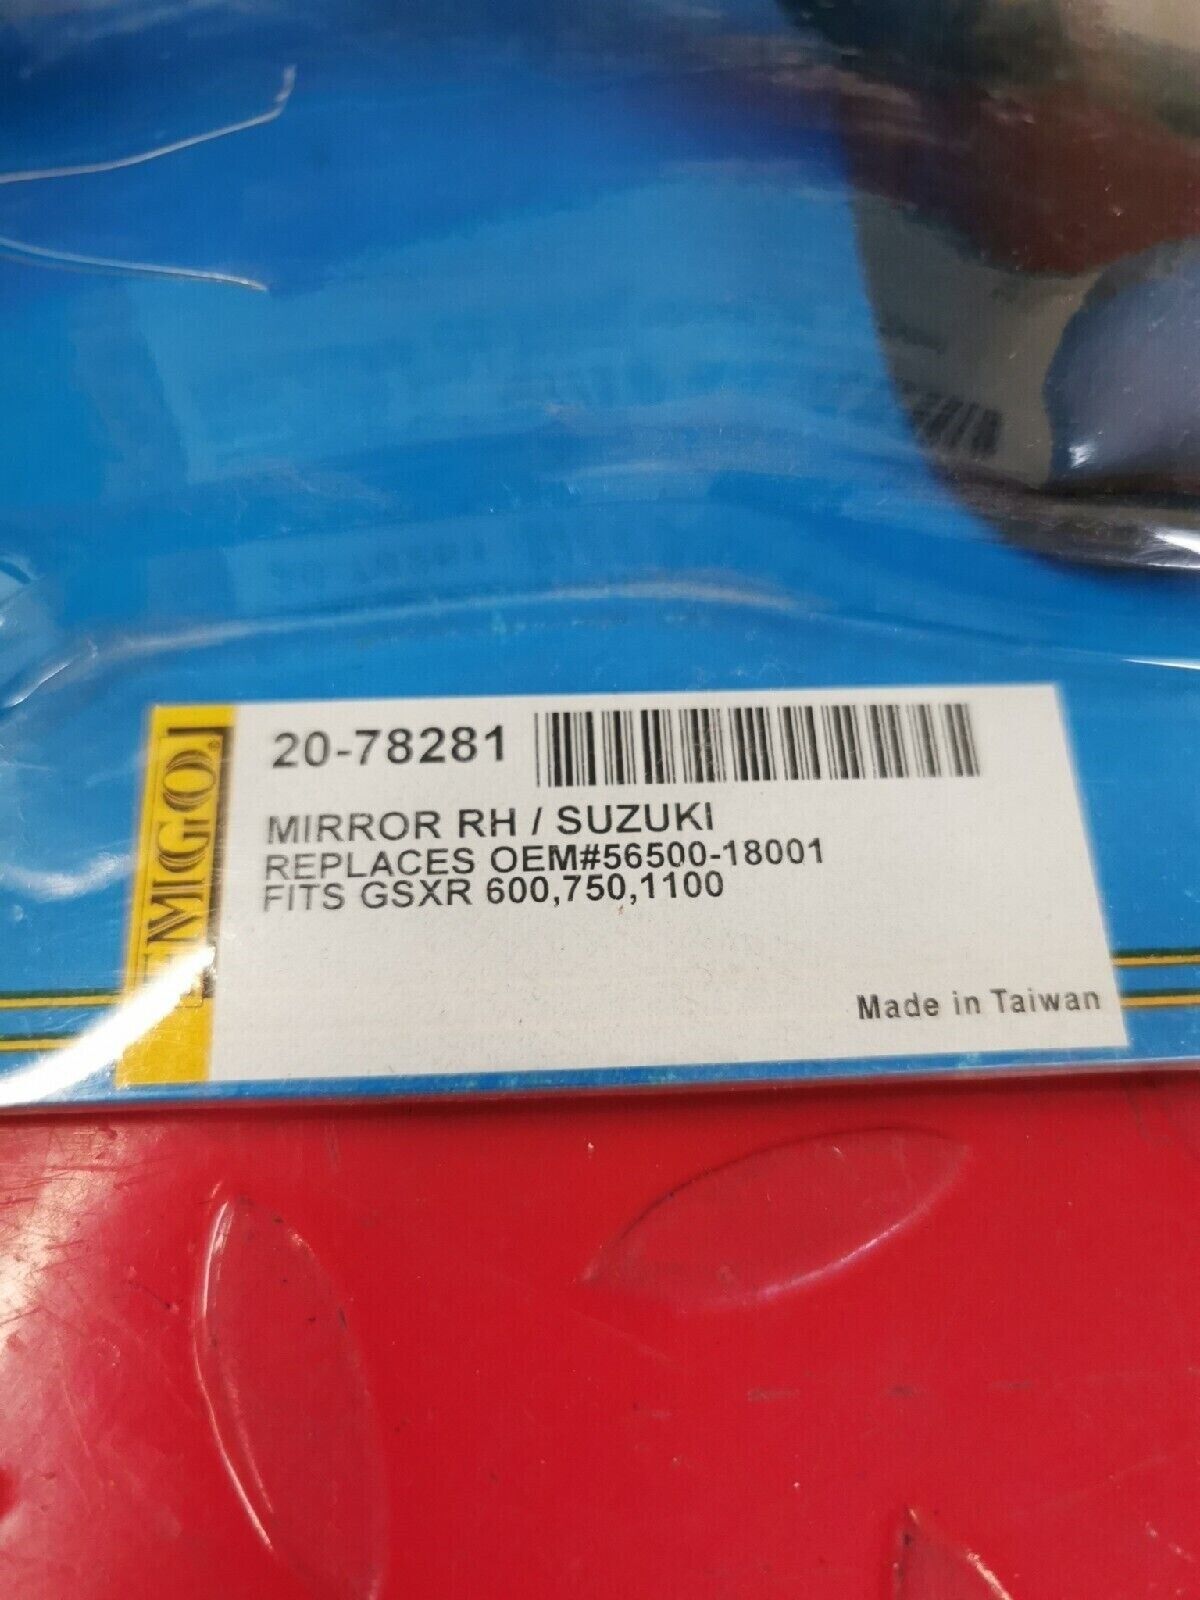 EMGO®
20-78281
MIRROR RH / SUZUKI
REPLACES OEM#56500-18001
FITS GSXR 600,750,1100
Made in Taiwan